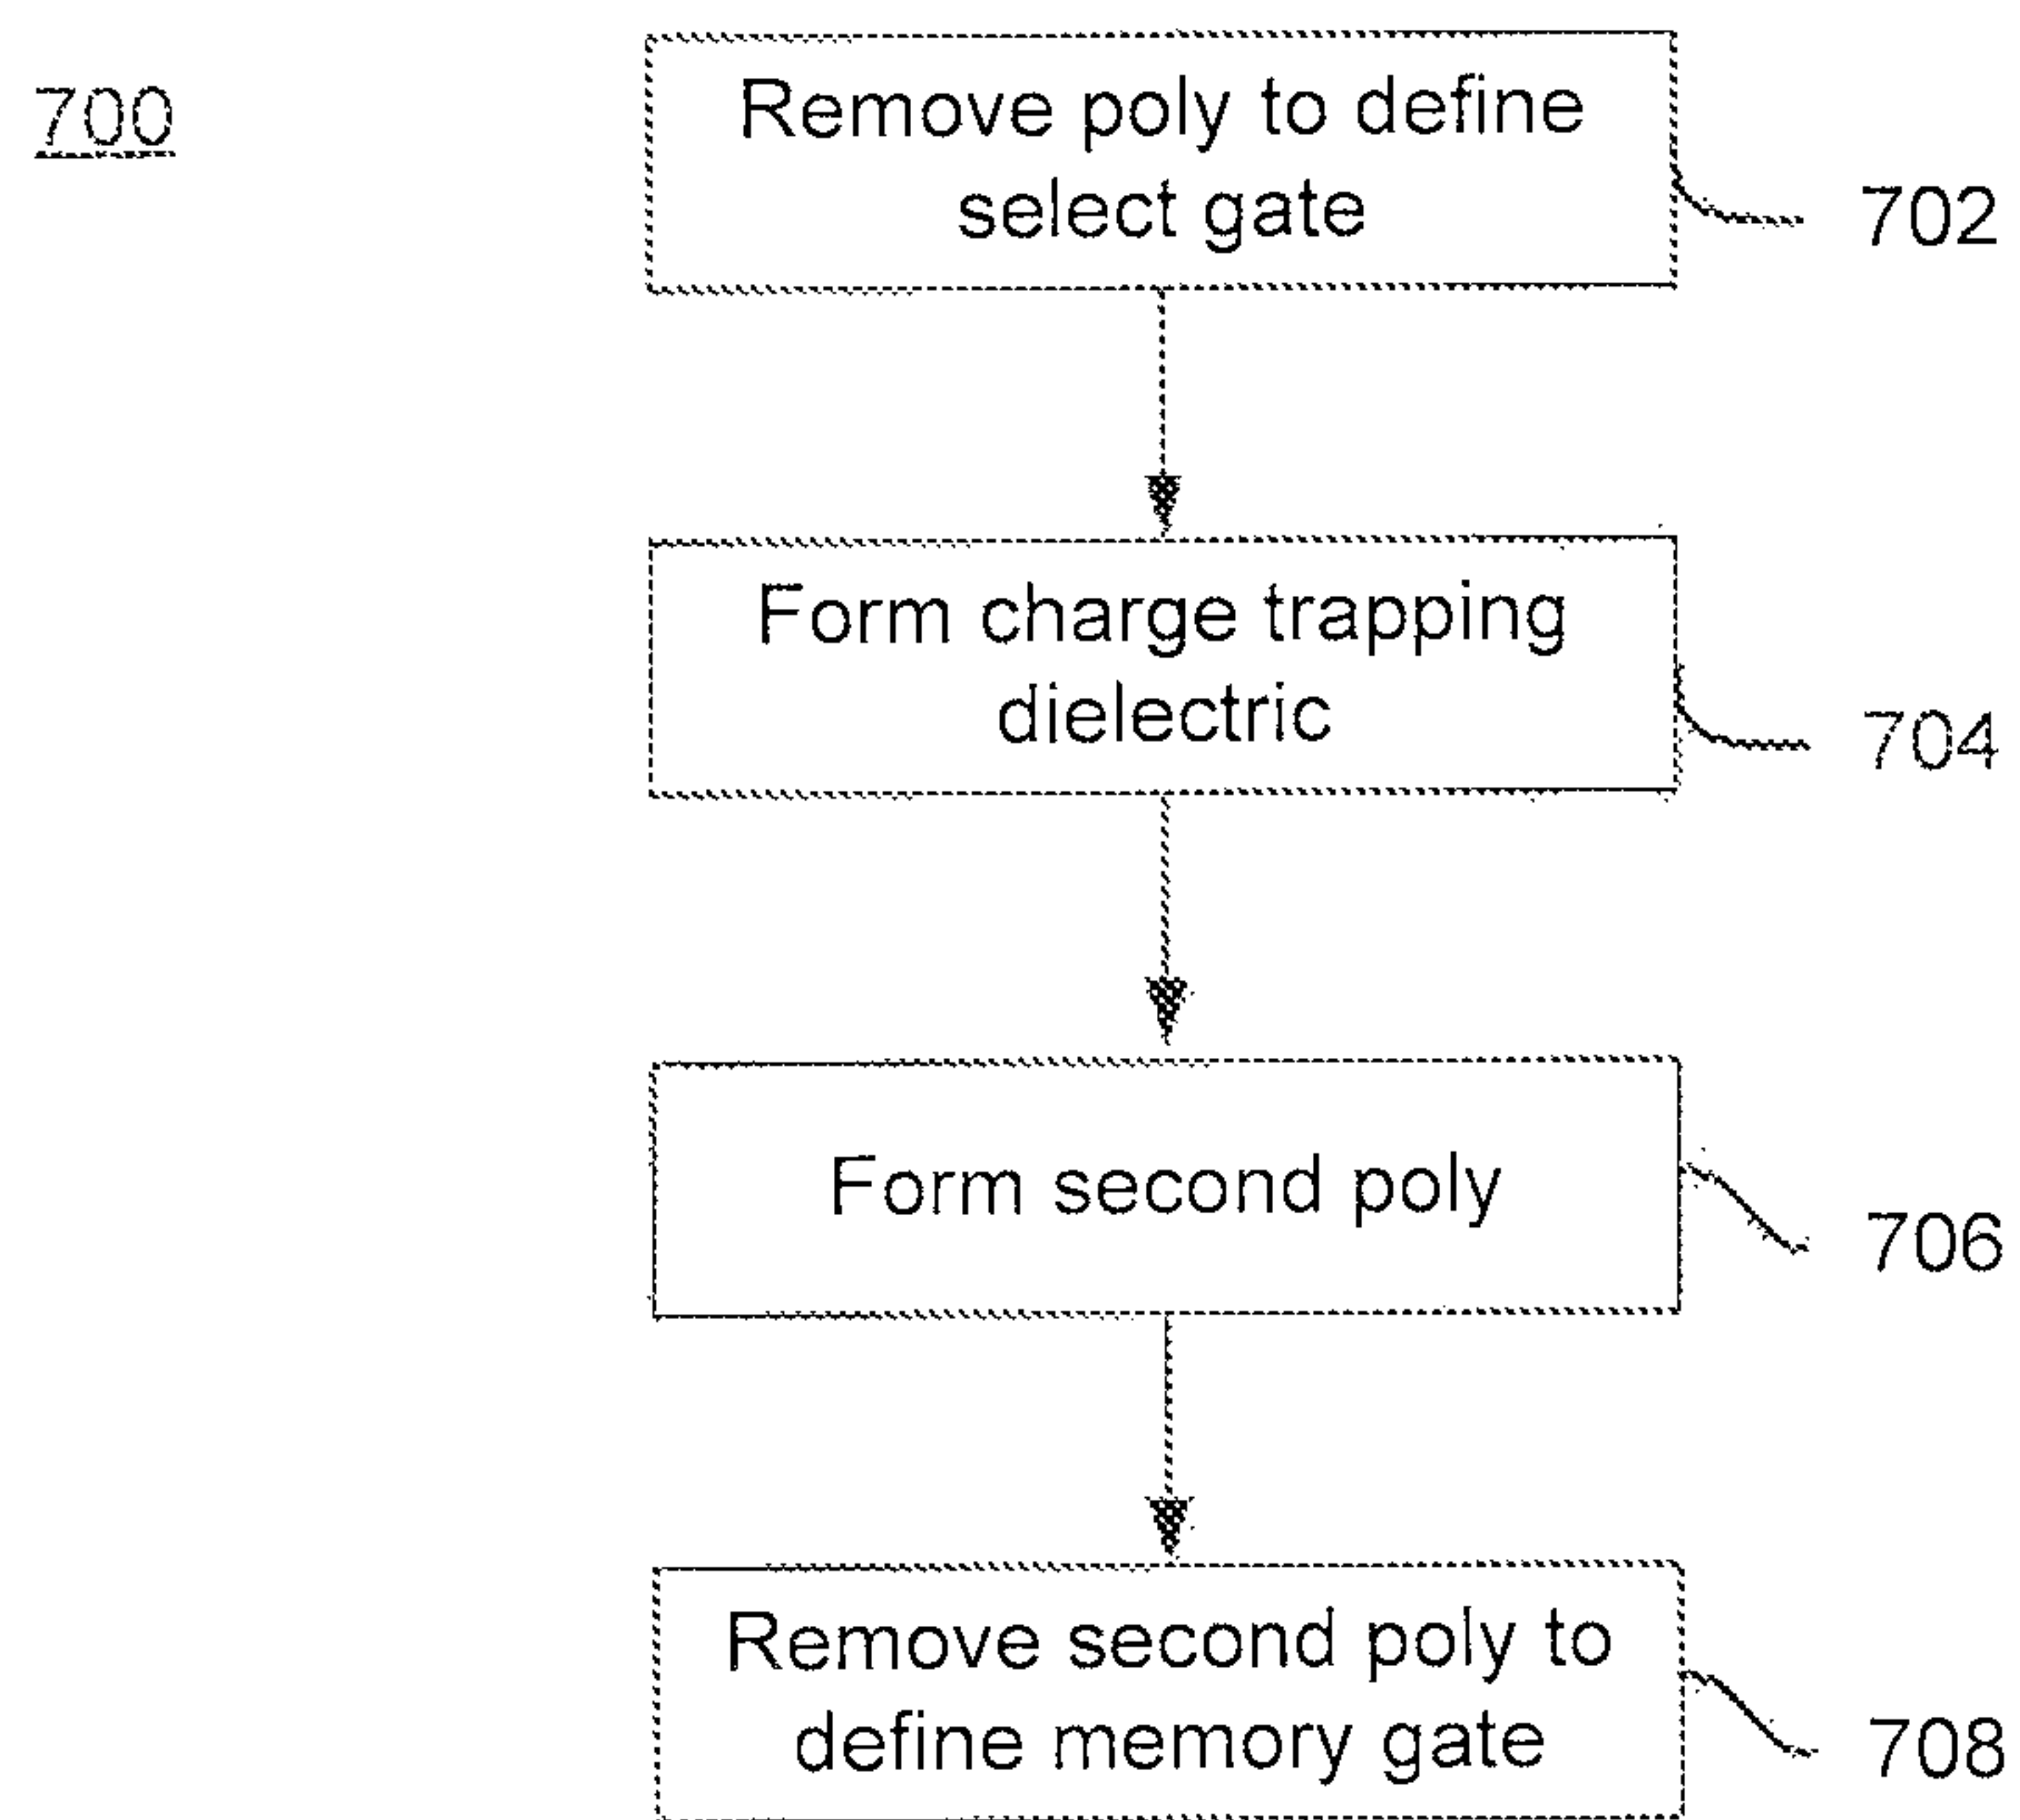 700
Remove poly to define
select gate
702
Form charge trapping
dielectric
704
Form second poly
706
Remove second poly to
define memory gate
708